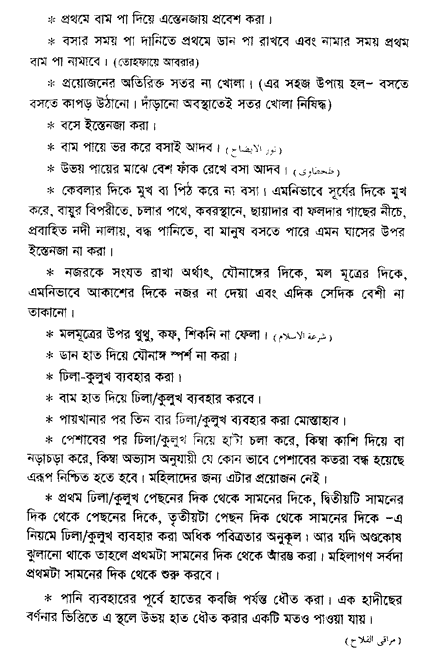 * প্রথমে বাম পা দিয়ে এস্তেনজায় প্রবেশ করা।
* বসার সময় পা দানিতে প্রথমে ডান পা রাখবে এবং নামার সময় প্রথম
বাম পা নামাবে। (তোহফায়ে আবরার)
* প্রয়োজনের অতিরিক্ত সতর না খোলা। (এর সহজ উপায় হল- বসতে
বসতে কাপড় উঠানো। দাঁড়ানো অবস্থাতেই সতর খোলা নিষিদ্ধ)
* বসে ইস্তেনজা করা।
* বাম পায়ে ভর করে বসাই আদব। (نور الایضاح)
* উভয় পায়ের মাঝে বেশ ফাঁক রেখে বসা আদব। (طحطاوی)
* কেবলার দিকে মুখ বা পিঠ করে না বসা। এমনিভাবে সূর্যের দিকে মুখ
করে, বায়ুর বিপরীতে, চলার পথে, কবরস্থানে, ছায়াদার বা ফলদার গাছের নীচে,
প্রবাহিত নদী নালায়, বদ্ধ পানিতে, বা মানুষ বসতে পারে এমন ঘাসের উপর
ইস্তেনজা না করা।
* নজরকে সংযত রাখা অর্থাৎ, যৌনাঙ্গের দিকে, মল মূত্রের দিকে,
এমনিভাবে আকাশের দিকে নজর না দেয়া এবং এদিক সেদিক বেশী না
তাকানো।
* মলমূত্রের উপর থুথু, কফ, শিকনি না ফেলা। (شرعة الاسلام)
* ডান হাত দিয়ে যৌনাঙ্গ স্পর্শ না করা।
* ঢিলা-কুলুখ ব্যবহার করা।
* বাম হাত দিয়ে ঢিলা/কুলুখ ব্যবহার করবে।
* পায়খানার পর তিন বার ঢিলা/কুলুখ ব্যবহার করা মোস্তাহাব।
* পেশাবের পর ঢিলা/কুলুখ নিয়ে হাটা চলা করে, কিম্বা কাশি দিয়ে বা
নড়াচড়া করে, কিম্বা অভ্যাস অনুযায়ী যে কোন ভাবে পেশাবের কতরা বন্ধ হয়েছে
এরূপ নিশ্চিত হতে হবে। মহিলাদের জন্য এটার প্রয়োজন নেই।
* প্রথম ঢিলা/কুলুখ পেছনের দিক থেকে সামনের দিকে, দ্বিতীয়টি সামনের
দিক থেকে পেছনের দিকে, তৃতীয়টা পেছন দিক থেকে সামনের দিকে -এ
নিয়মে ঢিলা/কুলুখ ব্যবহার করা অধিক পবিত্রতার অনুকূল। আর যদি অণ্ডকোষ
ঝুলানো থাকে তাহলে প্রথমটা সামনের দিক থেকে আরম্ভ করা। মহিলাগণ সর্বদা
প্রথমটা সামনের দিক থেকে শুরু করবে।
* পানি ব্যবহারের পূর্বে হাতের কবজি পর্যন্ত ধৌত করা। এক হাদীছের
বর্ণনার ভিত্তিতে এ স্থলে উভয় হাত ধৌত করার একটি মতও পাওয়া যায়।
(مراقی الفلاح)